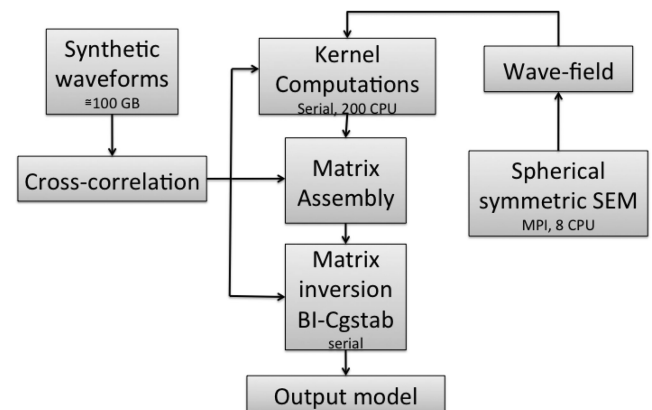 Synthetic
waveforms
≅100 GB
Kernel
Computations
Serial, 200 CPU
Wave-field
Cross-correlation
Matrix
Assembly
Spherical
symmetric SEM
MPI, 8 CPU
Matrix
inversion
BI-Cgstab
serial
Output model